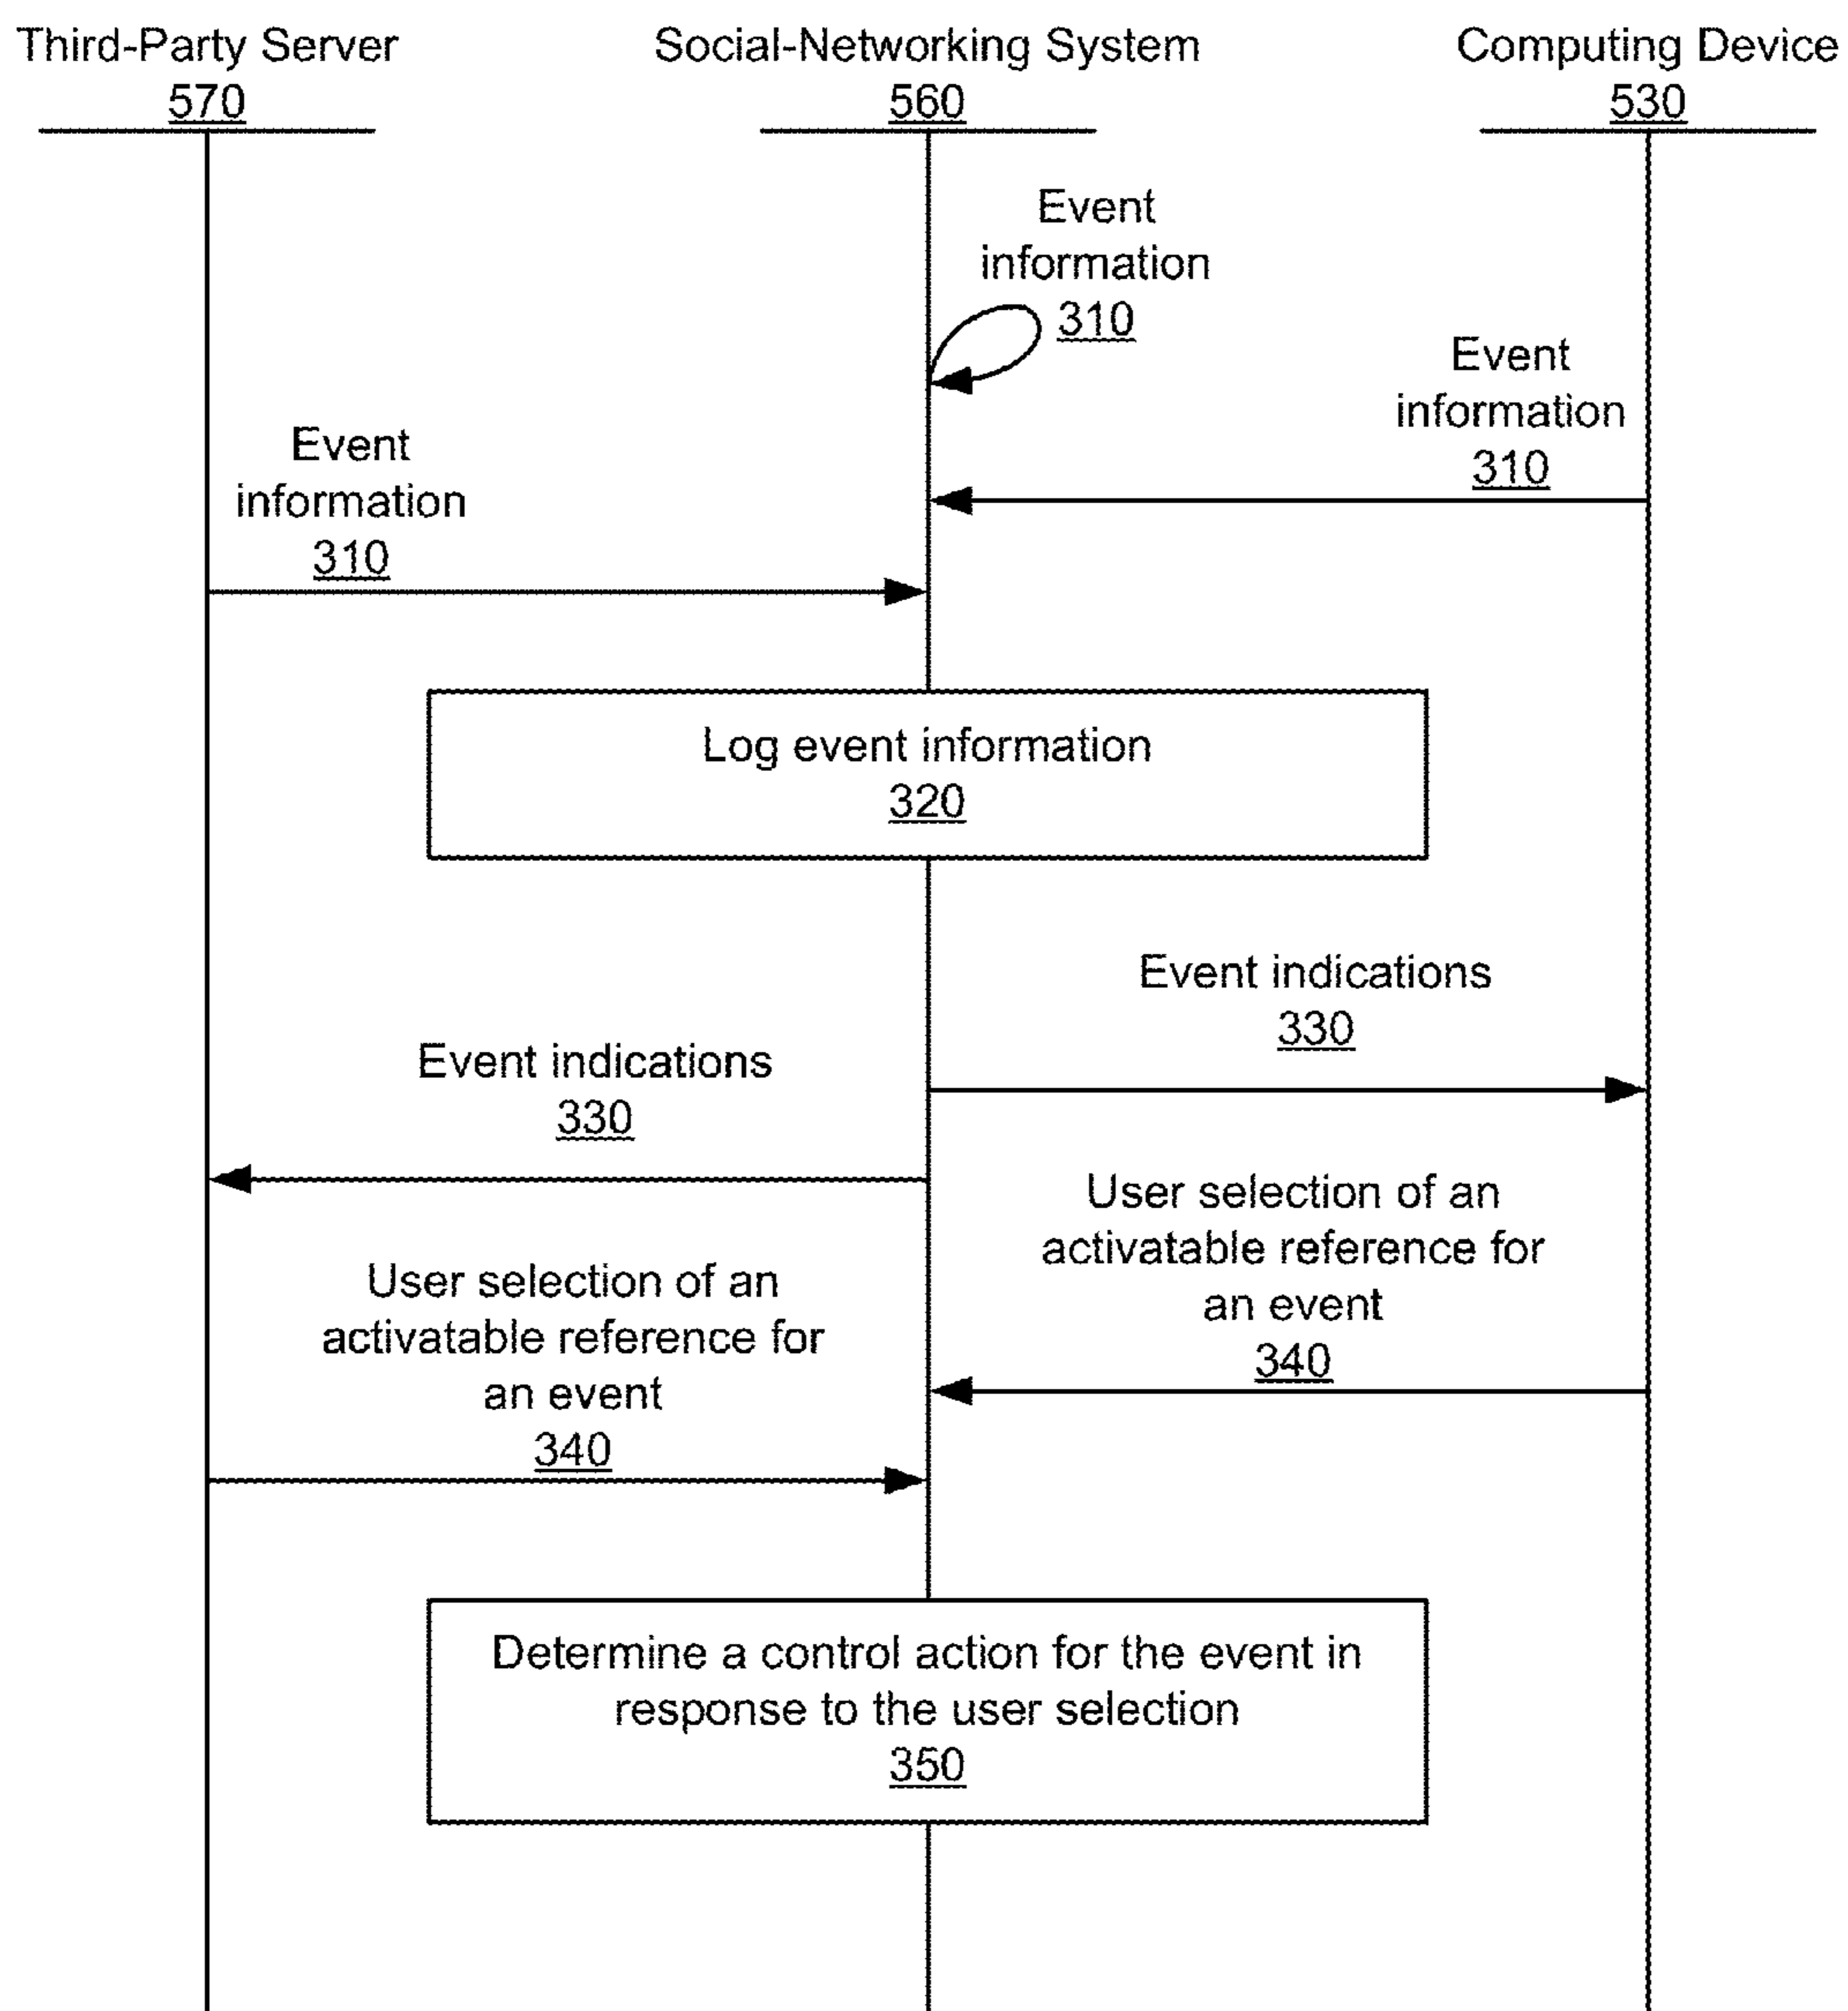 Third-Party Server
570
Social-Networking System
560
Computing Device
530
Event
information
310
Event
information
310
Event
information
310
Log event information
320
Event indications
330
Event indications
330
User selection of an
activatable reference for
an event
340
User selection of an
activatable reference for
an event
340
Determine a control action for the event in
response to the user selection
350